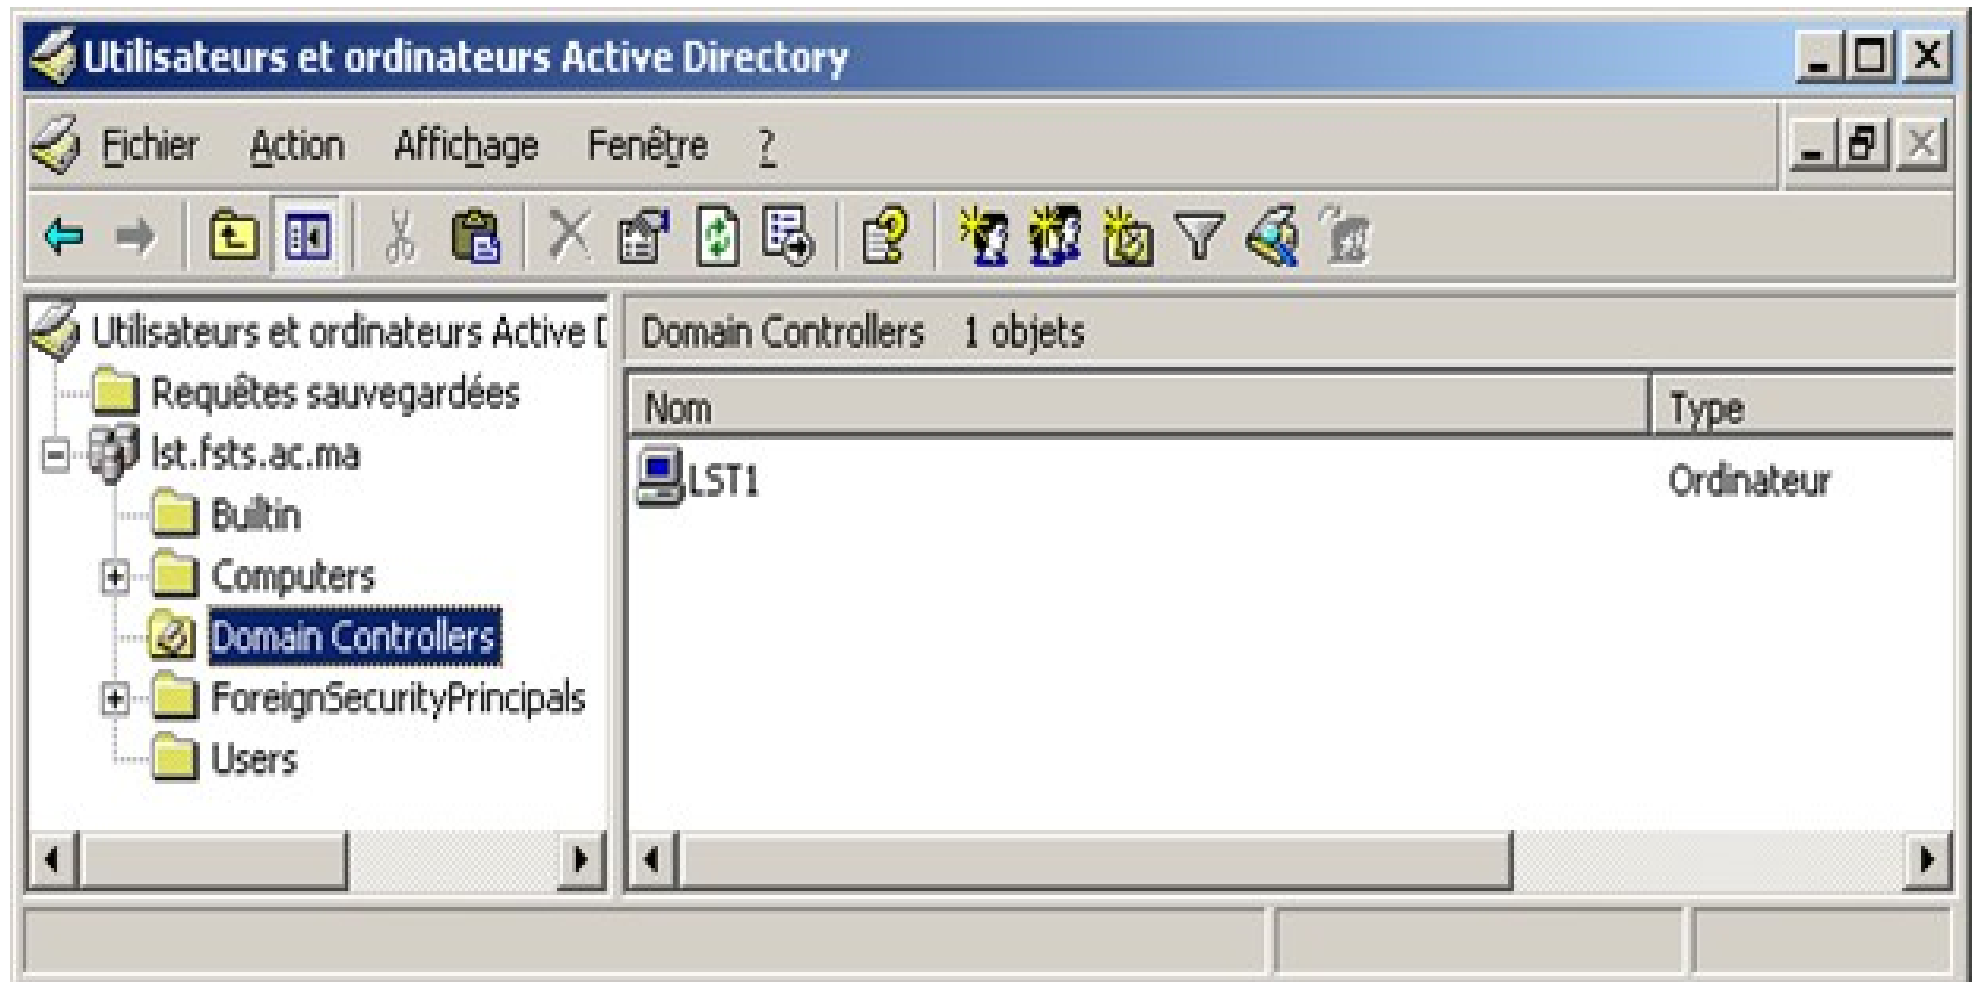 Utilisateurs et ordinateurs Active Directory
Fichier Action Affichage Fenêtre ?
Utilisateurs et ordinateurs Active D
Requêtes sauvegardées
lst.fsts.ac.ma
Builtin
Computers
Domain Controllers
ForeignSecurityPrincipals
Users
Domain Controllers 1 objets
Nom Type
LST1 Ordinateur